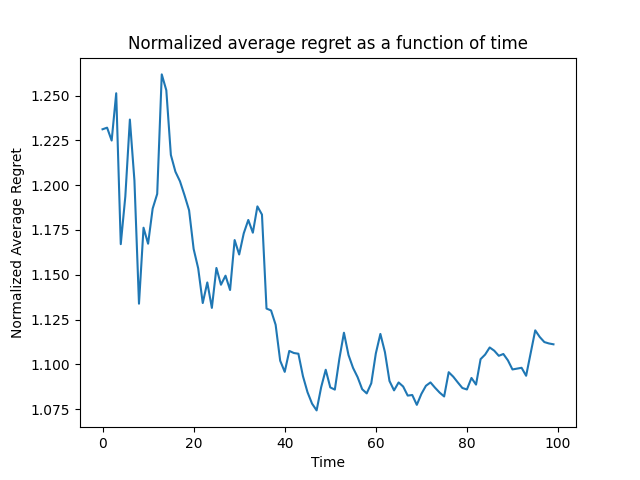 Normalized average regret as a function of time
1.250
1.225
1.200
1.175
1.150
1.125
1.100
1.075
Normalized Average Regret
0 20 40 60 80 100
Time